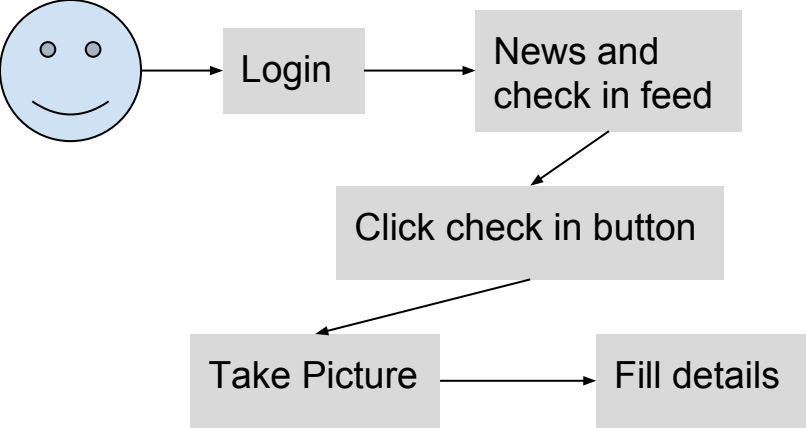 Login
News and
check in feed
Click check in button
Take Picture
Fill details